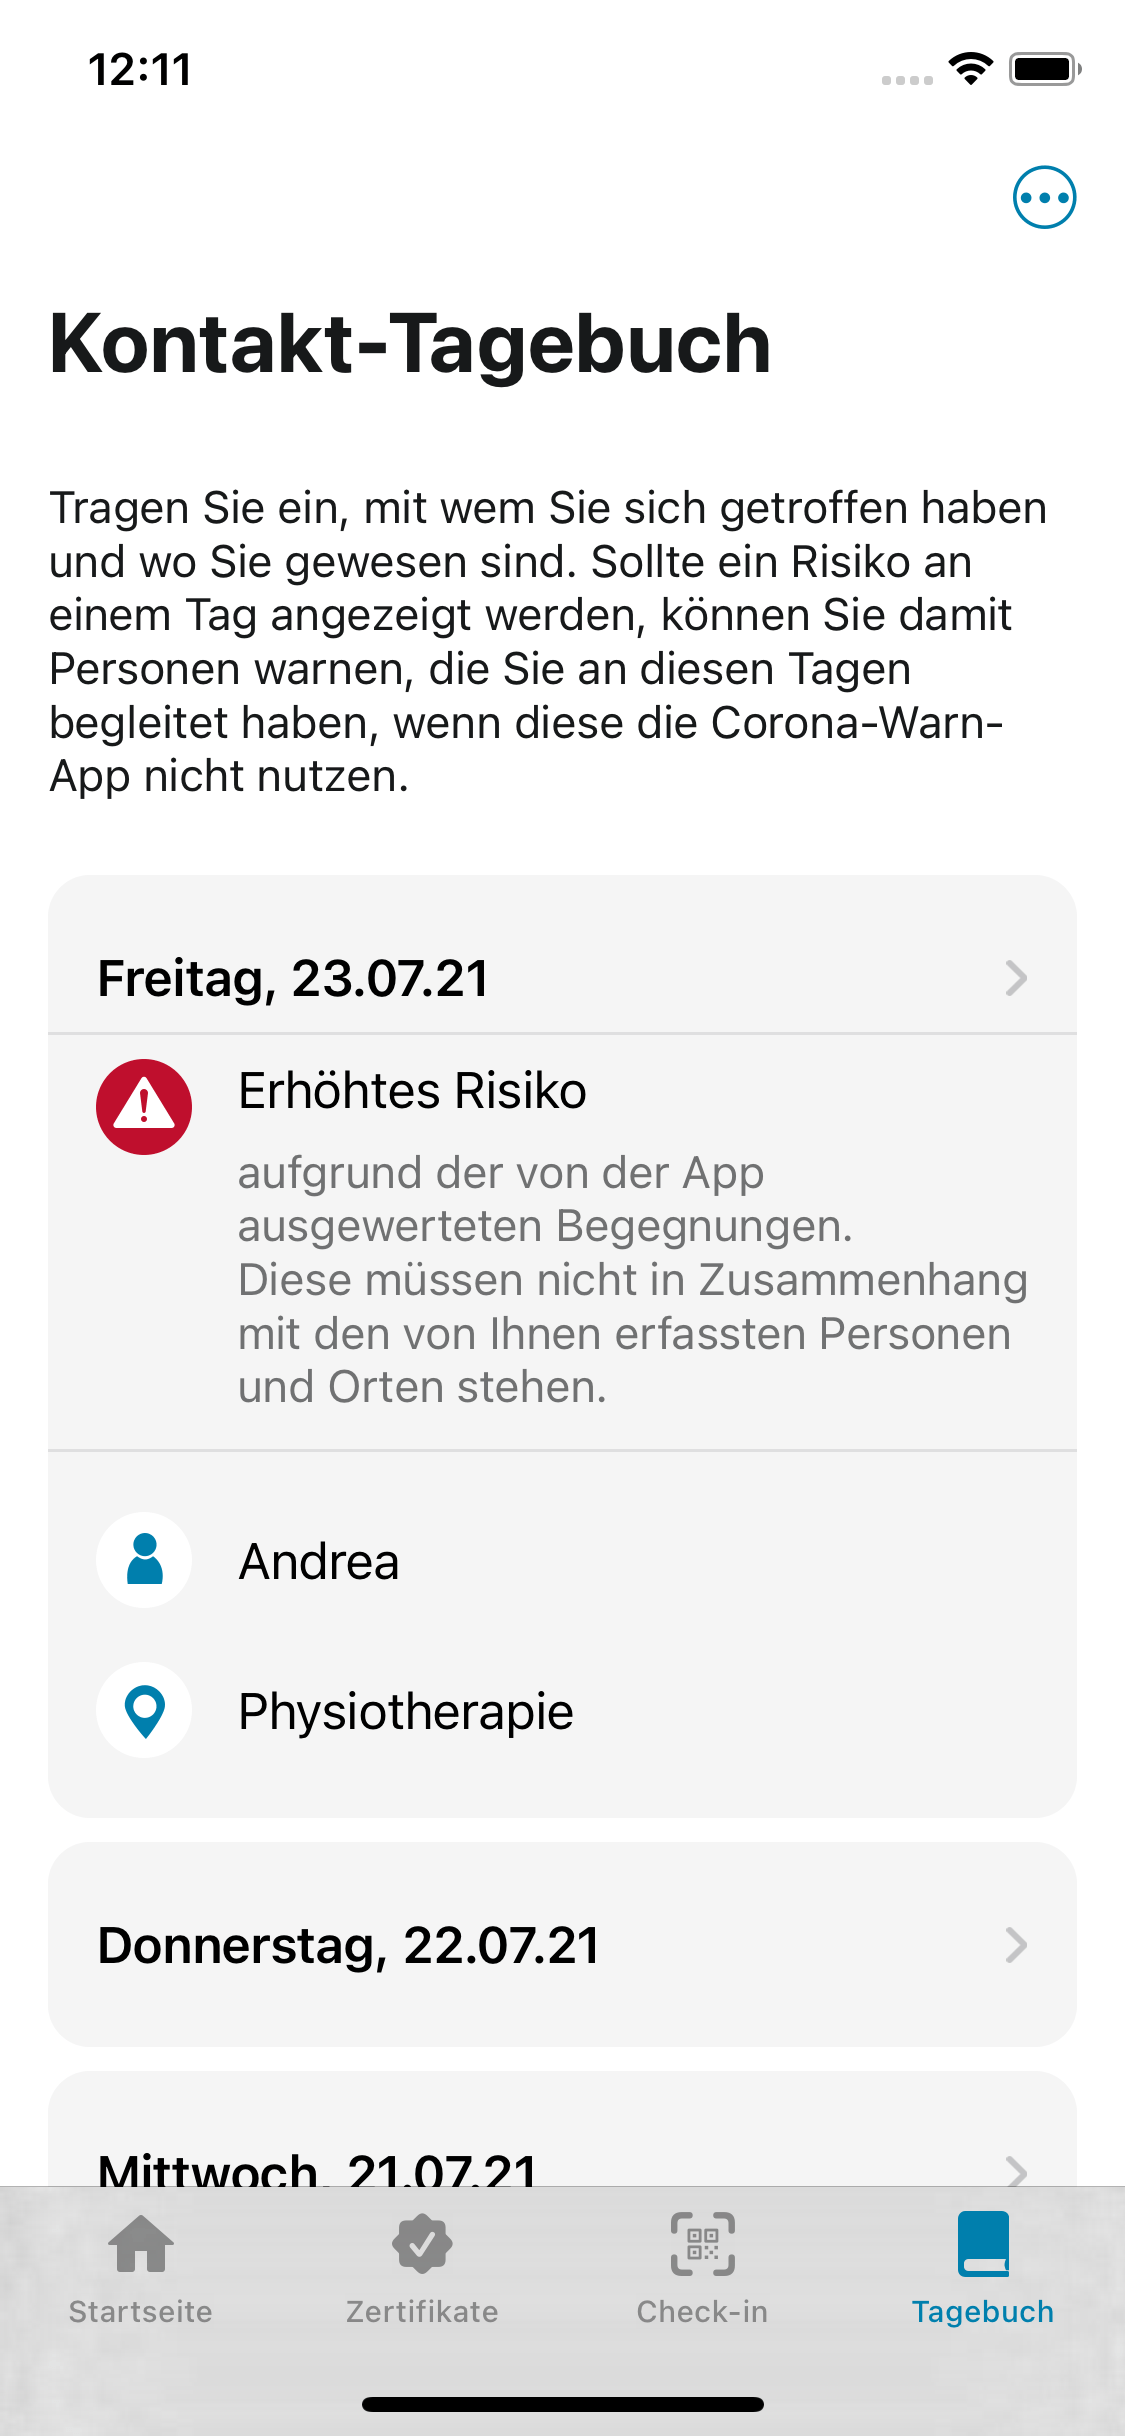 12:11
Kontakt-Tagebuch
Tragen Sie ein, mit wem Sie sich getroffen haben
und wo Sie gewesen sind. Sollte ein Risiko an
einem Tag angezeigt werden, können Sie damit
Personen warnen, die Sie an diesen Tagen
begleitet haben, wenn diese die Corona-Warn-
App nicht nutzen.
Freitag, 23.07.21
Erhöhtes Risiko
aufgrund der von der App
ausgewerteten Begegnungen.
Diese müssen nicht in Zusammenhang
mit den von Ihnen erfassten Personen
und Orten stehen.
Andrea
Physiotherapie
Donnerstag, 22.07.21
Mittwoch, 21.07.21
Startseite
Zertifikate
Check-in
Tagebuch